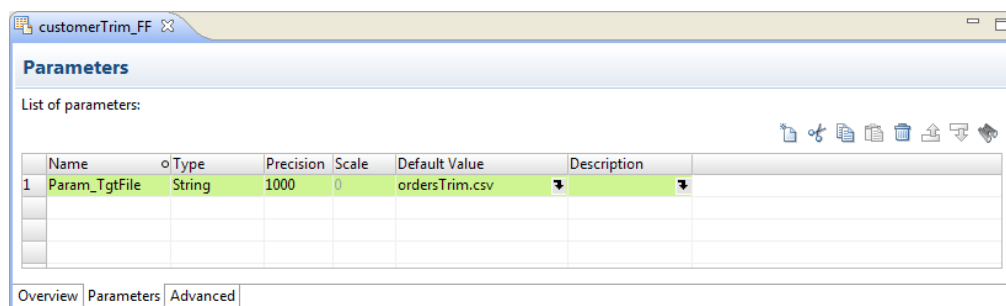 customerTrim_FF
Parameters
List of parameters:
Name Type Precision Scale Default Value Description
1 Param_TgtFile String 1000 0 ordersTrim.csv
Overview Parameters Advanced